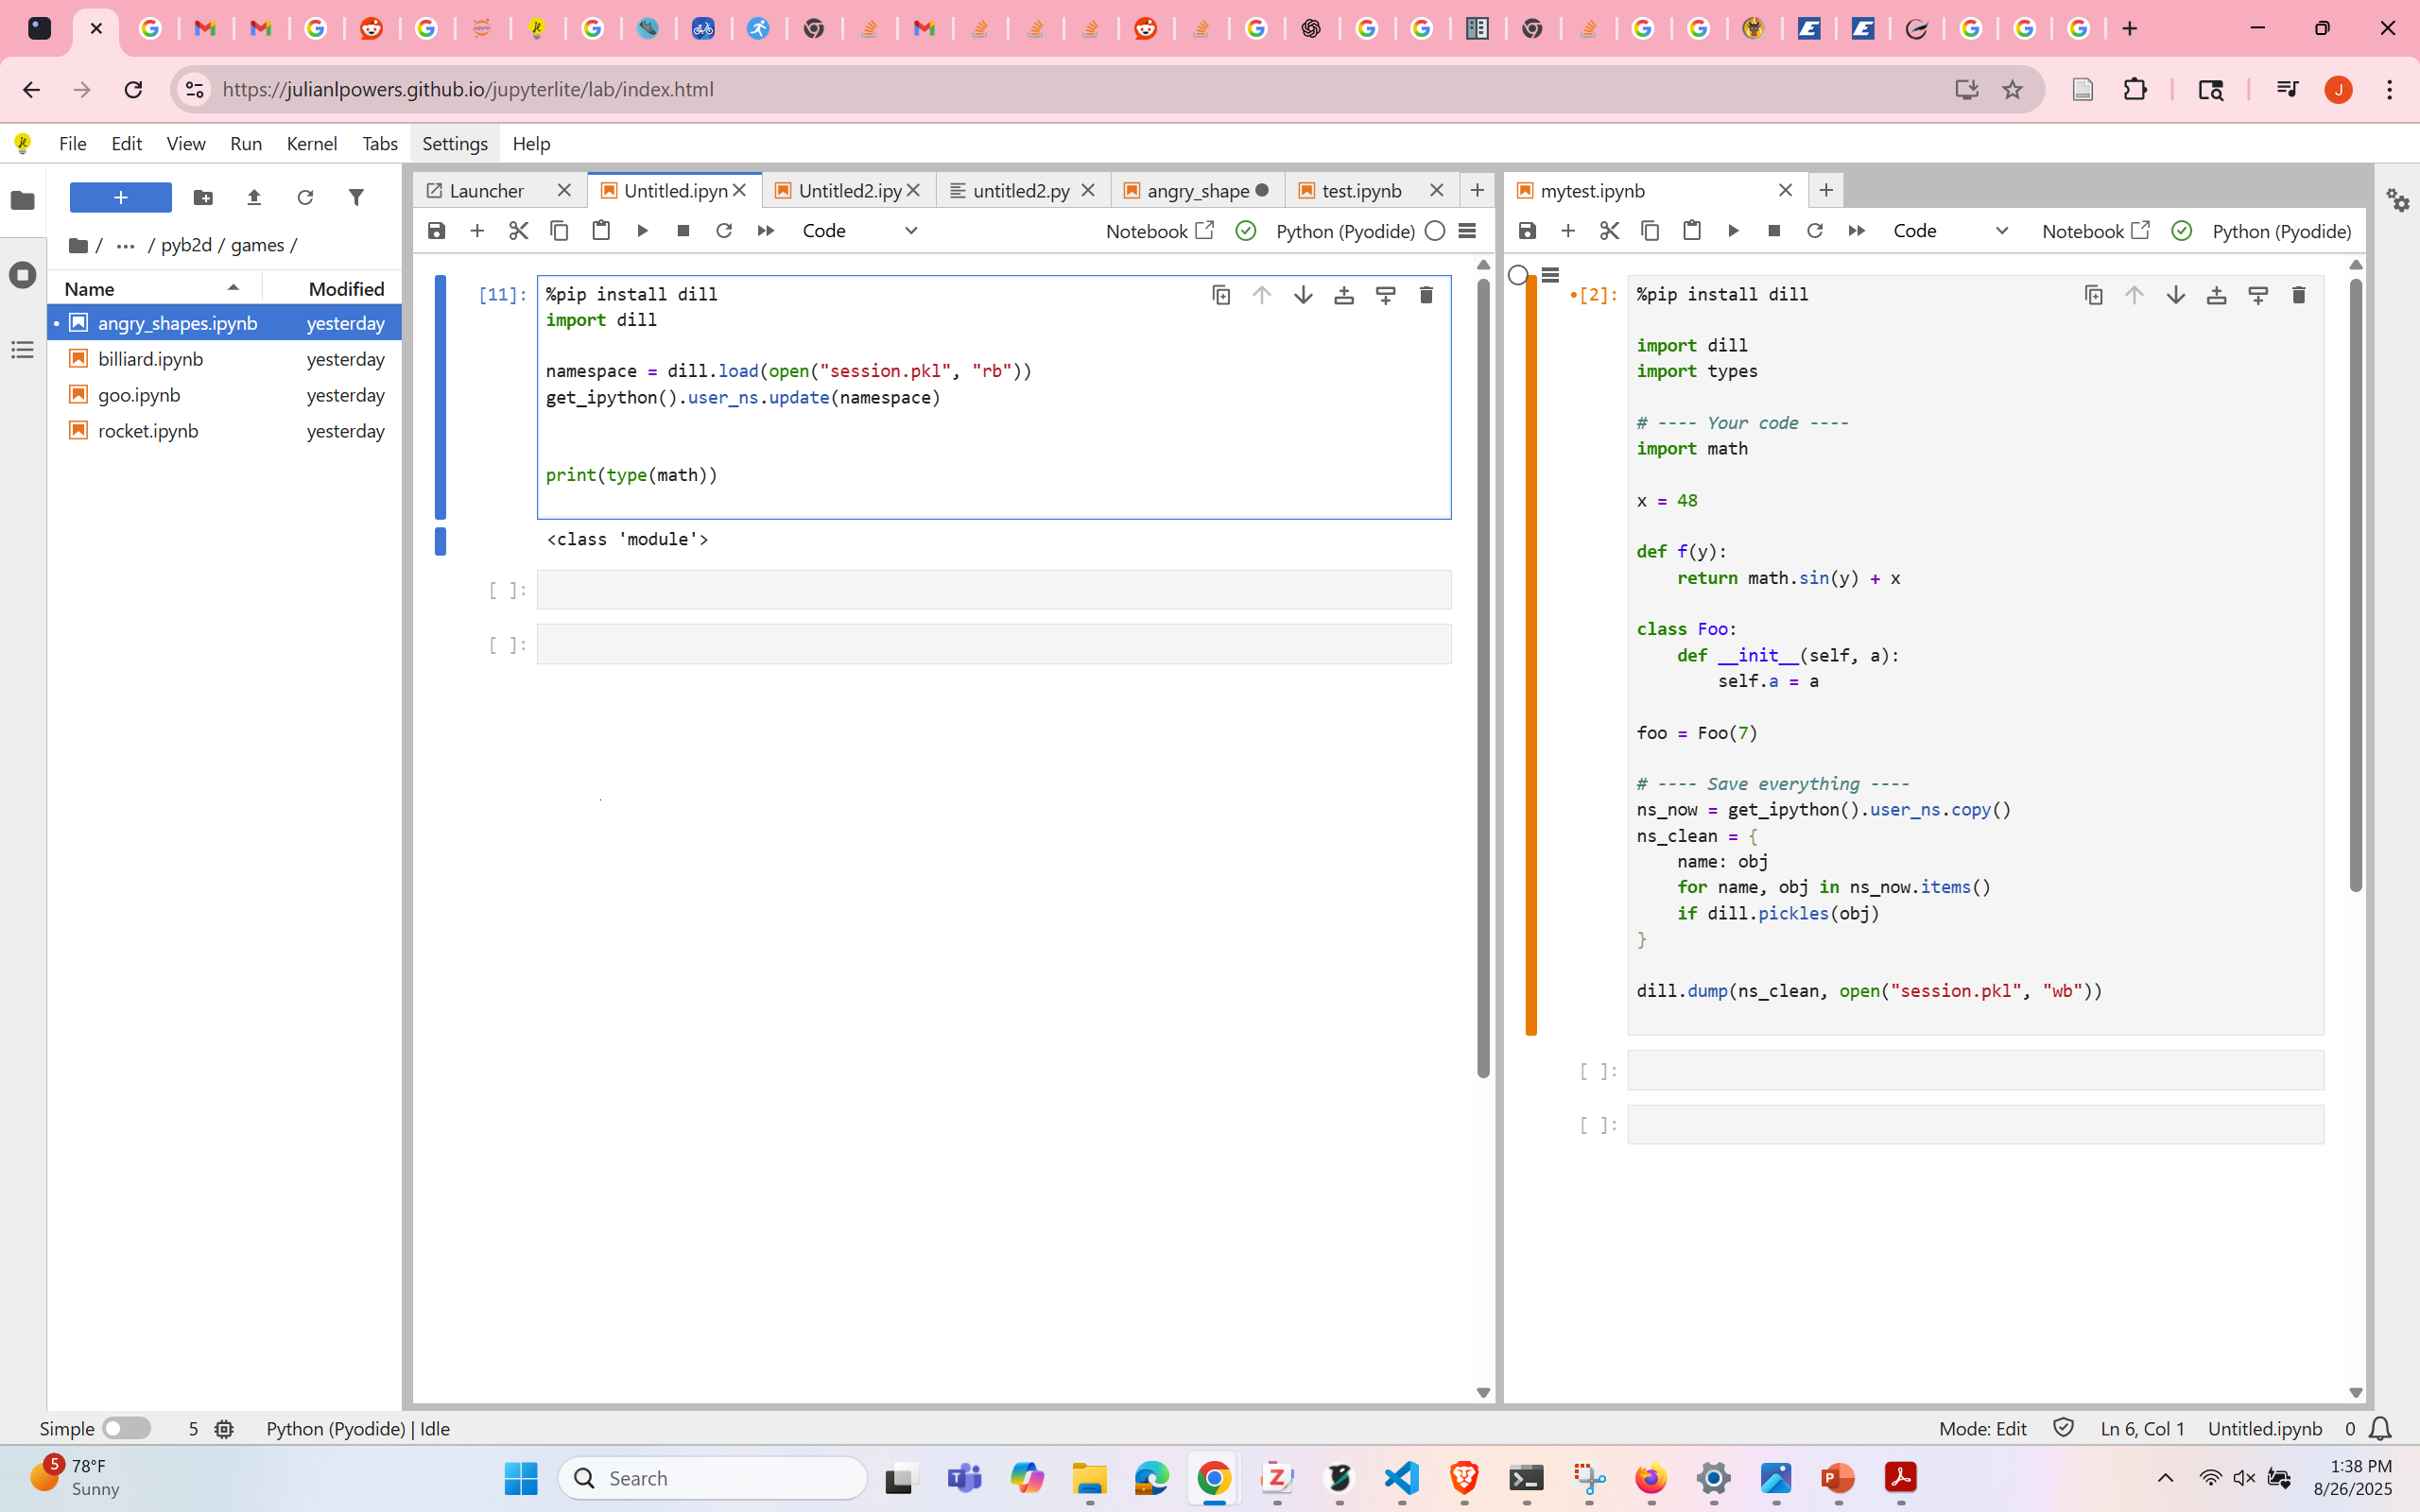 https://julianlpowers.github.io/jupyterlite/lab/index.html
J
File Edit View Run Kernel Tabs Settings Help
+
/ ... / pyb2d / games /
Name Modified
• angry_shapes.ipynb yesterday
billiard.ipynb yesterday
goo.ipynb yesterday
rocket.ipynb yesterday
Launcher Untitled.ipyn Untitled2.ipy untitled2.py angry_shape test.ipynb
Code Notebook Python (Pyodide)
[11]: %pip install dill
import dill
namespace = dill.load(open("session.pkl", "rb"))
get_ipython().user_ns.update(namespace)
print(type(math))
<class 'module'>
[ ]:
[ ]:
mytest.ipynb
Code Notebook Python (Pyodide)
•[2]: %pip install dill
import dill
import types
# ---- Your code ----
import math
x = 48
def f(y):
return math.sin(y) + x
class Foo:
def __init__(self, a):
self.a = a
foo = Foo(7)
# ---- Save everything ----
ns_now = get_ipython().user_ns.copy()
ns_clean = {
name: obj
for name, obj in ns_now.items()
if dill.pickles(obj)
}
dill.dump(ns_clean, open("session.pkl", "wb"))
[ ]:
[ ]:
Simple 5 Python (Pyodide) | Idle Mode: Edit Ln 6, Col 1 Untitled.ipynb 0
5 78°F
Sunny
Search
1:38 PM
8/26/2025